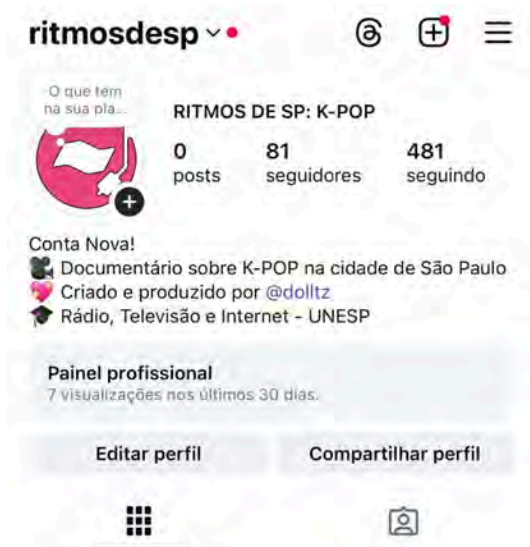 ritmosdesp
O que tem
na sua pla...
RITMOS DE SP: K-POP
0 81 481
posts seguidores seguindo
Conta Nova!
🎥 Documentário sobre K-POP na cidade de São Paulo
💖 Criado e produzido por @dolltz
🎓 Rádio, Televisão e Internet - UNESP
Painel profissional
7 visualizações nos últimos 30 dias.
Editar perfil Compartilhar perfil